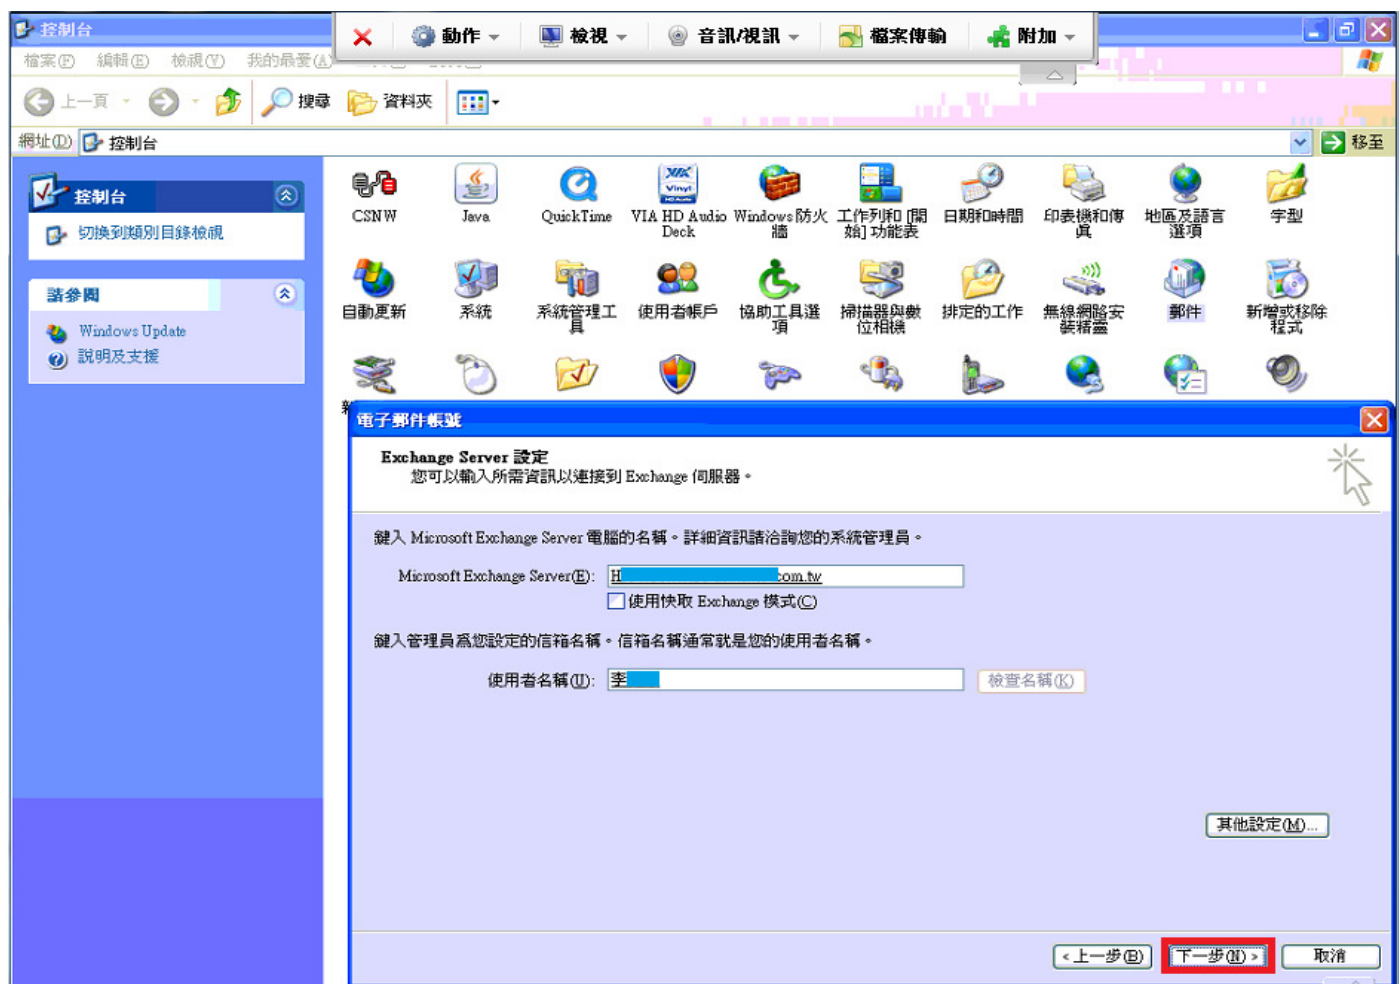 控制台
動作 檢視 音訊/視訊 檔案傳輸 附加
檔案(F) 編輯(E) 檢視(V) 我的最愛(A)
上一頁 搜尋 資料夾
網址(D) 控制台 移至
控制台
切換到類別目錄檢視
請參閱
Windows Update
說明及支援
CSNW
Java
QuickTime
VIA HD Audio Deck
Windows 防火牆
工作列和 [開始] 功能表
日期和時間
印表機和傳真
地區及語言選項
字型
自動更新
系統
系統管理工具
使用者帳戶
協助工具選項
掃描器與數位相機
排定的工作
無線網路安裝精靈
郵件
新增或移除程式
電子郵件帳號
Exchange Server 設定
您可以輸入所需資訊以連接到 Exchange 伺服器。
鍵入 Microsoft Exchange Server 電腦的名稱。詳細資訊請洽詢您的系統管理員。
Microsoft Exchange Server(E): H com.tw
使用快取 Exchange 模式(C)
鍵入管理員為您設定的信箱名稱。信箱名稱通常就是您的使用者名稱。
使用者名稱(U): 李 檢查名稱(K)
其他設定(M)...
< 上一步(B) 下一步(N) > 取消